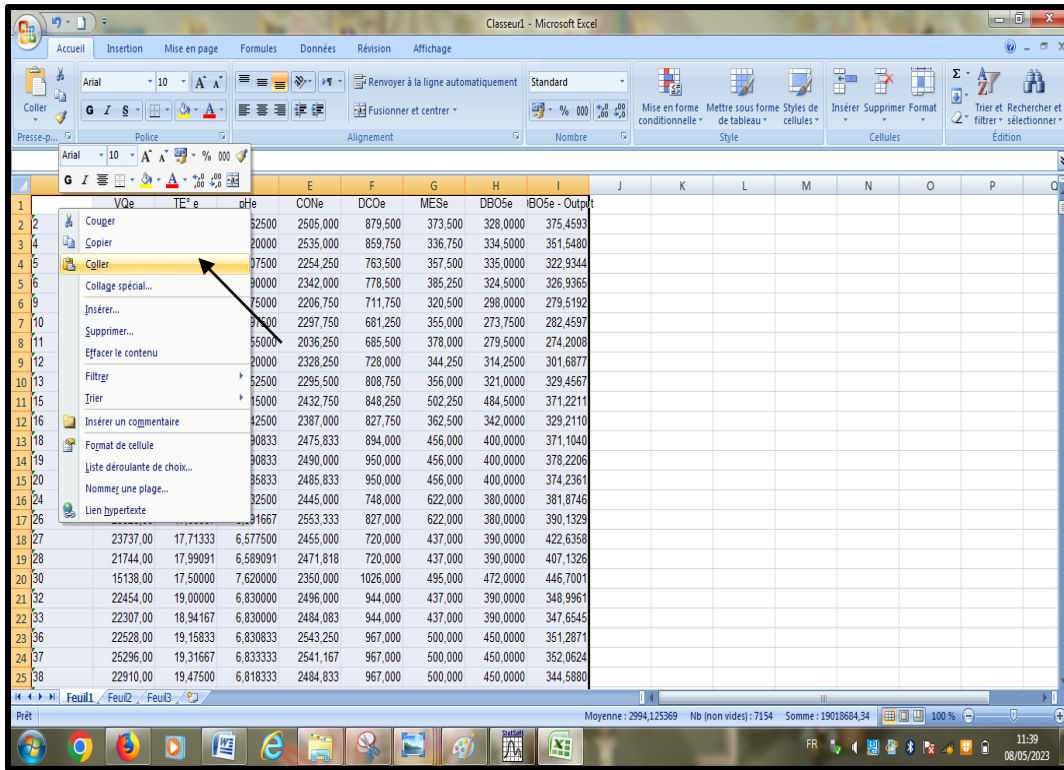 Classeur1 - Microsoft Excel
Accueil Insertion Mise en page Formules Données Révision Affichage
Arial 10 A A Renvoyer à la ligne automatiquement Standard
Coller G I S A Fusionner et centrer % 000 Mise en forme conditionnelle Mettre sous forme de tableau Styles de cellules Insérer Supprimer Format Σ Trier et filtrer Rechercher et sélectionner
Presse-p... Police Alignement Nombre Style Cellules Édition
Arial 10 A A % 000
G I A
E F G H I J K L M N O P Q
1 VQe TE° e pHe CONe DCOe MESe DBO5e DBO5e - Output
2 2 62500 2505,000 879,500 373,500 328,0000 375,4593
3 4 20000 2535,000 859,750 336,750 334,5000 351,5480
4 5 07500 2254,250 763,500 357,500 335,0000 322,9344
5 6 90000 2342,000 778,500 385,250 324,5000 326,9365
6 9 75000 2206,750 711,750 320,500 298,0000 279,5192
7 10 97500 2297,750 681,250 355,000 273,7500 282,4597
8 11 55000 2036,250 685,500 378,000 279,5000 274,2008
9 12 20000 2328,250 728,000 344,250 314,2500 301,6877
10 13 52500 2295,500 808,750 356,000 321,0000 329,4567
11 15 15000 2432,750 848,250 502,250 484,5000 371,2211
12 16 42500 2387,000 827,750 362,500 342,0000 329,2110
13 18 90833 2475,833 894,000 456,000 400,0000 371,1040
14 19 90833 2490,000 950,000 456,000 400,0000 378,2206
15 20 85833 2485,833 950,000 456,000 400,0000 374,2361
16 24 32500 2445,000 748,000 622,000 380,0000 381,8746
17 26 91667 2553,333 827,000 622,000 380,0000 390,1329
18 27 23737,00 17,71333 6,577500 2455,000 720,000 437,000 390,0000 422,6358
19 28 21744,00 17,99091 6,589091 2471,818 720,000 437,000 390,0000 407,1326
20 30 15138,00 17,50000 7,620000 2350,000 1026,000 495,000 472,0000 446,7001
21 32 22454,00 19,00000 6,830000 2496,000 944,000 437,000 390,0000 348,9961
22 33 22307,00 18,94167 6,830000 2484,083 944,000 437,000 390,0000 347,6545
23 36 22528,00 19,15833 6,830833 2543,250 967,000 500,000 450,0000 351,2871
24 37 25296,00 19,31667 6,833333 2541,167 967,000 500,000 450,0000 352,0624
25 38 22910,00 19,47500 6,818333 2484,833 967,000 500,000 450,0000 344,5880
Couper
Copier
Coller
Collage spécial...
Insérer...
Supprimer...
Effacer le contenu
Filtrer
Trier
Insérer un commentaire
Format de cellule
Liste déroulante de choix...
Nommer une plage...
Lien hypertexte
Feuil1 Feuil2 Feuil3
Prêt Moyenne : 2994,125369 Nb (non vides) : 7154 Somme : 19018684,34 100 %
StatSoft
FR 11:39
08/05/2023